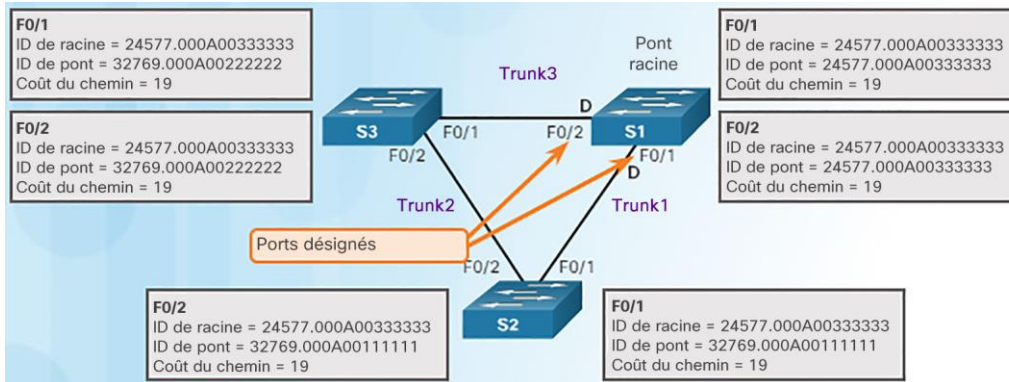 F0/1
ID de racine = 24577.000A00333333
ID de pont = 32769.000A00222222
Coût du chemin = 19
F0/2
ID de racine = 24577.000A00333333
ID de pont = 32769.000A00222222
Coût du chemin = 19
Pont
racine
Trunk3
D
S3
F0/1
F0/2
S1
F0/2
F0/1
D
F0/1
ID de racine = 24577.000A00333333
ID de pont = 24577.000A00333333
Coût du chemin = 19
F0/2
ID de racine = 24577.000A00333333
ID de pont = 24577.000A00333333
Coût du chemin = 19
Trunk2
Trunk1
Ports désignés
F0/2
F0/1
S2
F0/2
ID de racine = 24577.000A00333333
ID de pont = 32769.000A00111111
Coût du chemin = 19
F0/1
ID de racine = 24577.000A00333333
ID de pont = 32769.000A00111111
Coût du chemin = 19